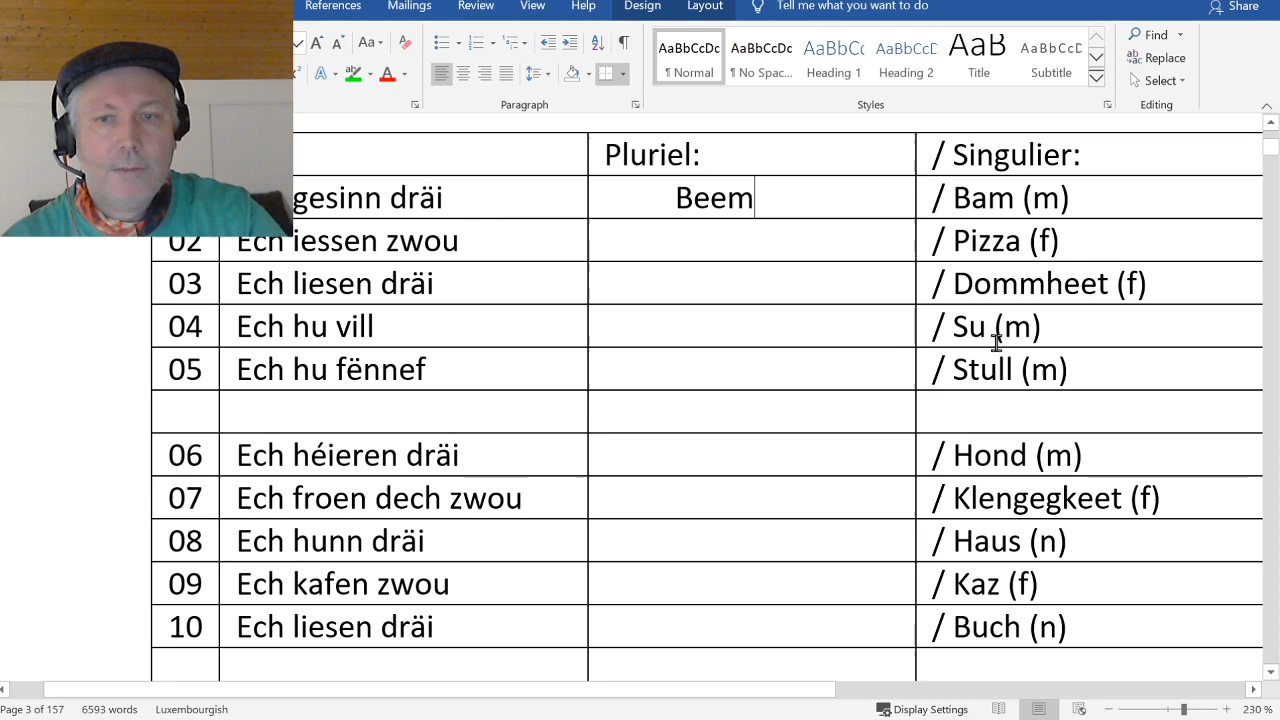 References Mailings Review View Help Design Layout Tell me what you want to do Share
Aa
AaBbCcDc AaBbCcDc AaBbCc AaBbCcD AaB AaBbCcD
Find
Replace
¶ Normal ¶ No Spac... Heading 1 Heading 2 Title Subtitle
Select
Paragraph Styles Editing
Pluriel: / Singulier:
gesinn dräi Beem / Bam (m)
02 Ech iessen zwou / Pizza (f)
03 Ech liesen dräi / Dommheet (f)
04 Ech hu vill / Su (m)
05 Ech hu fënnef / Stull (m)
06 Ech héieren dräi / Hond (m)
07 Ech froen dech zwou / Klengegkeet (f)
08 Ech hunn dräi / Haus (n)
09 Ech kafen zwou / Kaz (f)
10 Ech liesen dräi / Buch (n)
Page 3 of 157 6593 words Luxembourgish Display Settings 230 %